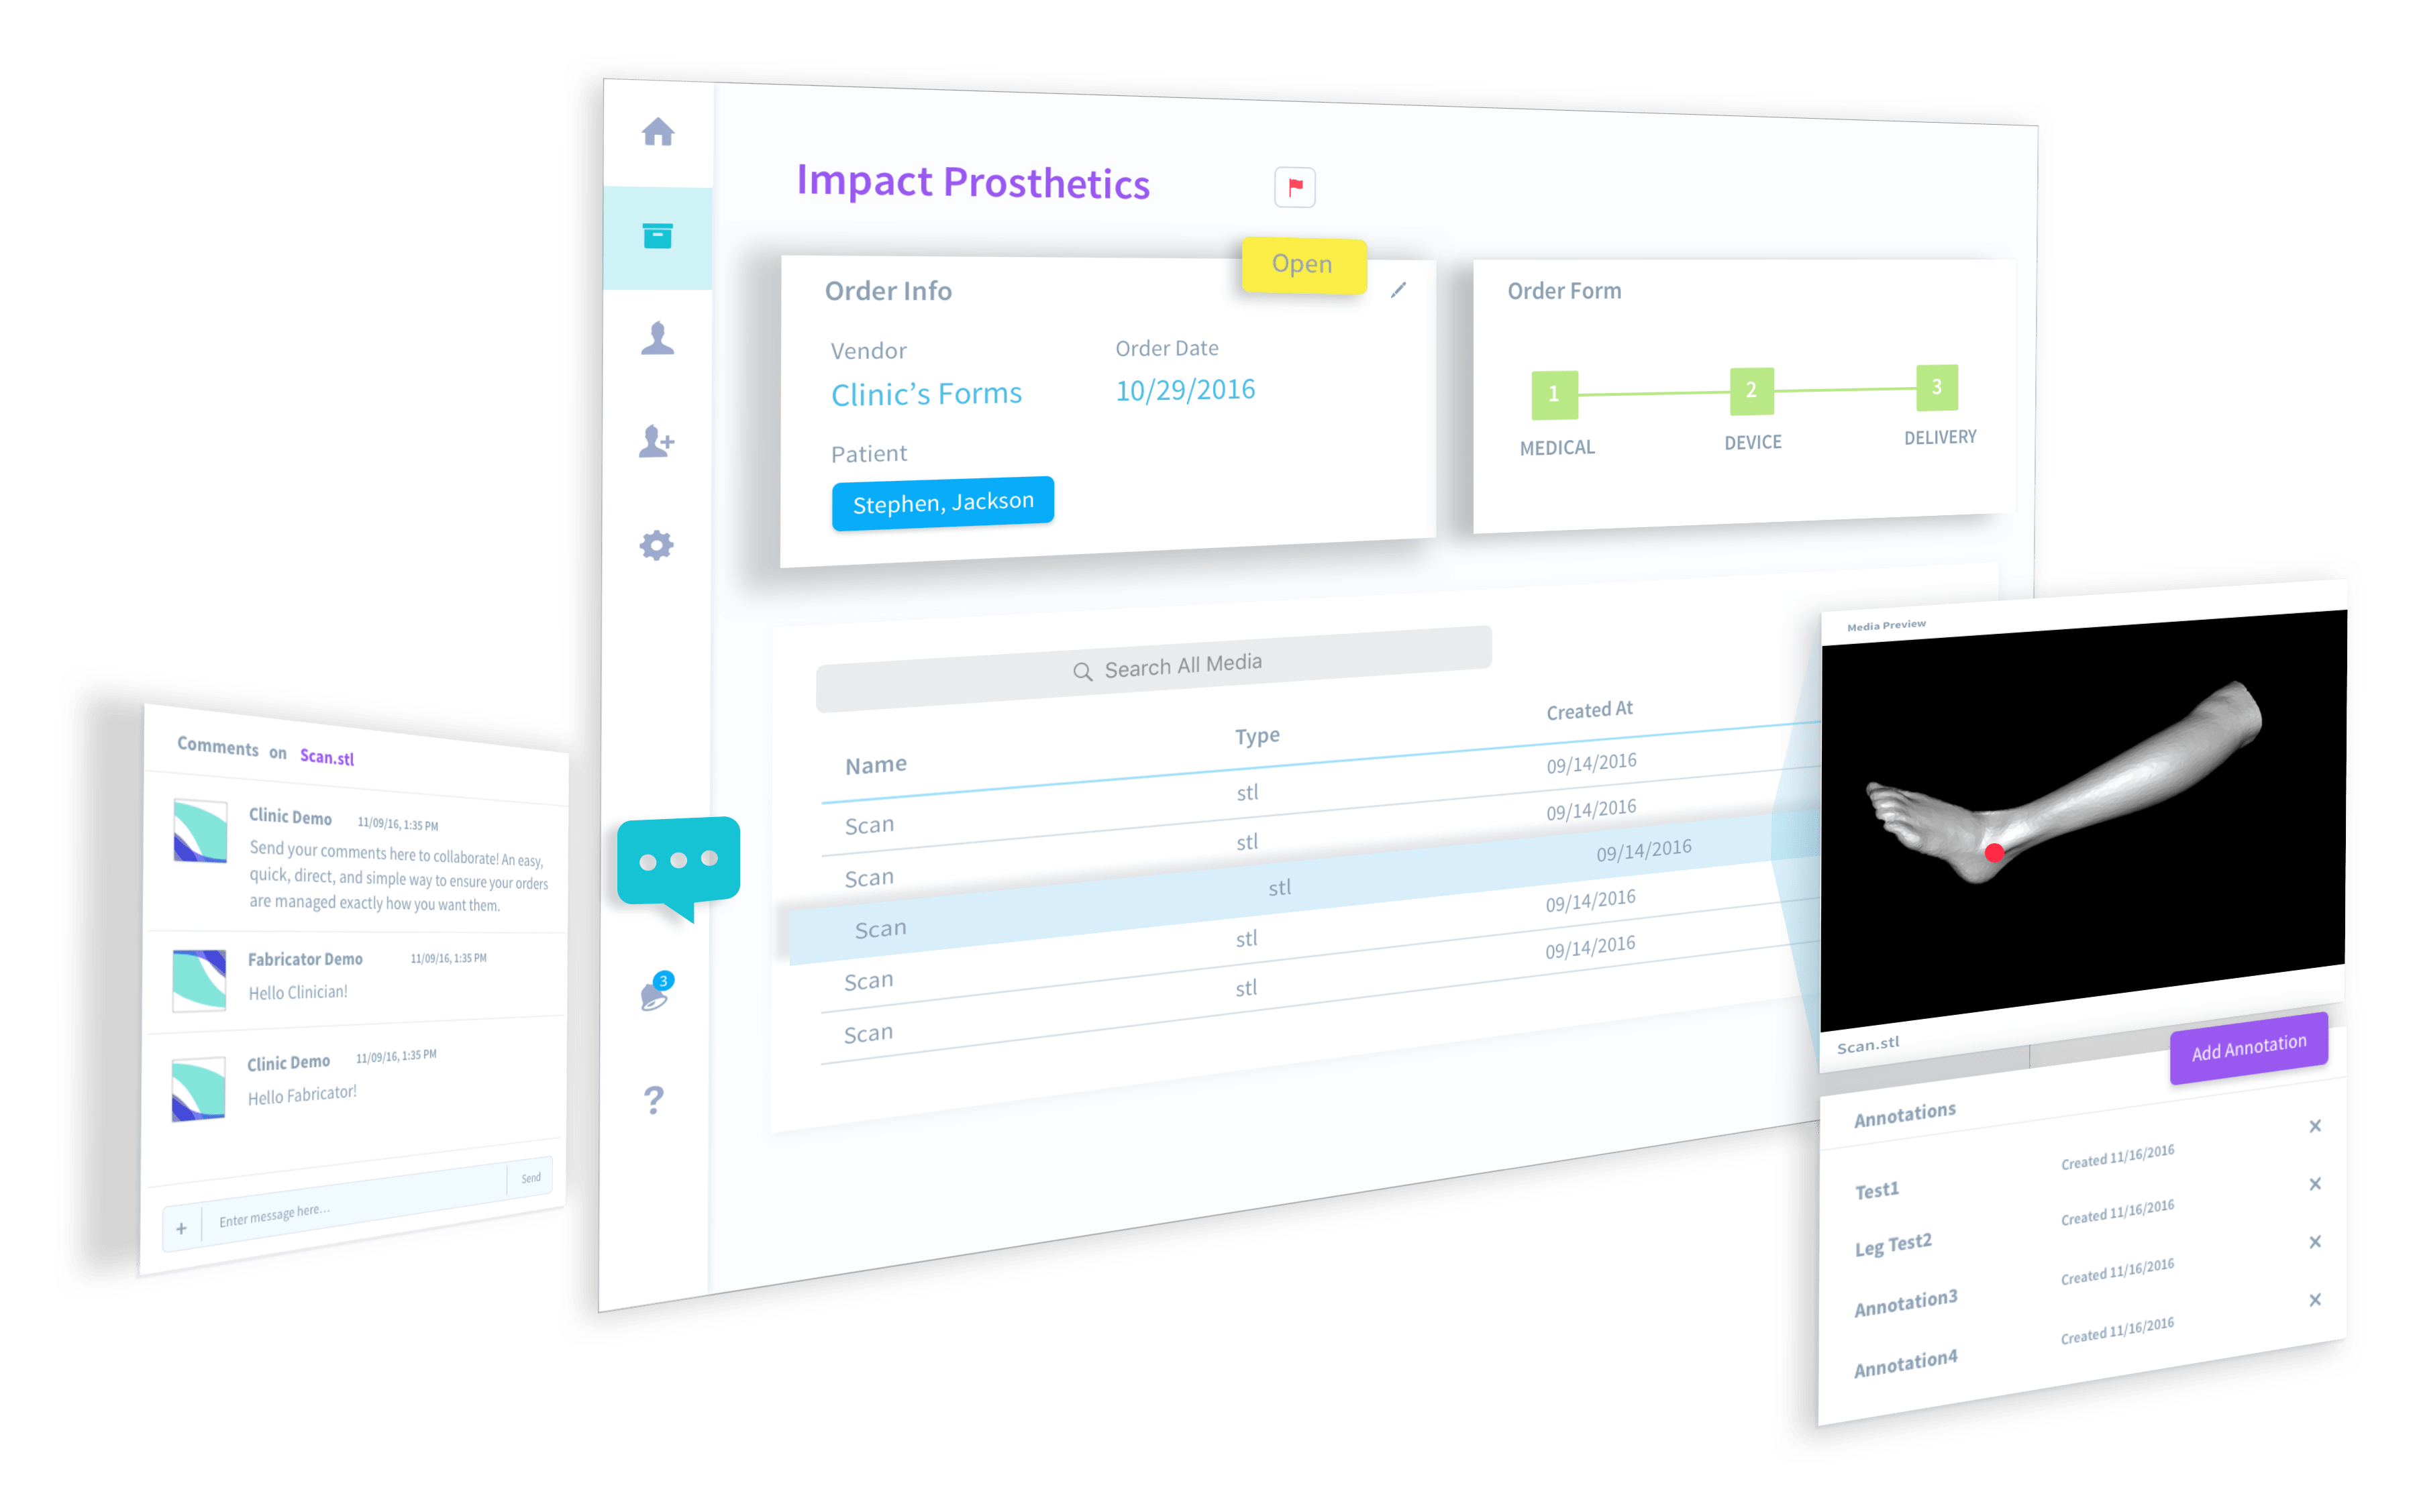 Impact Prosthetics
Order Info
Open
Vendor
Order Date
Clinic's Forms
10/29/2016
Patient
Stephen, Jackson
Order Form
1
2
3
MEDICAL
DEVICE
DELIVERY
Search All Media
Name
Type
Created At
Scan
stl
09/14/2016
Scan
stl
09/14/2016
Scan
stl
09/14/2016
Scan
stl
09/14/2016
Scan
stl
09/14/2016
3
?
Comments on Scan.stl
Clinic Demo 11/09/16, 1:35 PM
Send your comments here to collaborate! An easy,
quick, direct, and simple way to ensure your orders
are managed exactly how you want them.
Fabricator Demo 11/09/16, 1:35 PM
Hello Clinician!
Clinic Demo 11/09/16, 1:35 PM
Hello Fabricator!
+ Enter message here... Send
Media Preview
Scan.stl
Add Annotation
Annotations
Test1 Created 11/16/2016
Leg Test2 Created 11/16/2016
Annotation3 Created 11/16/2016
Annotation4 Created 11/16/2016